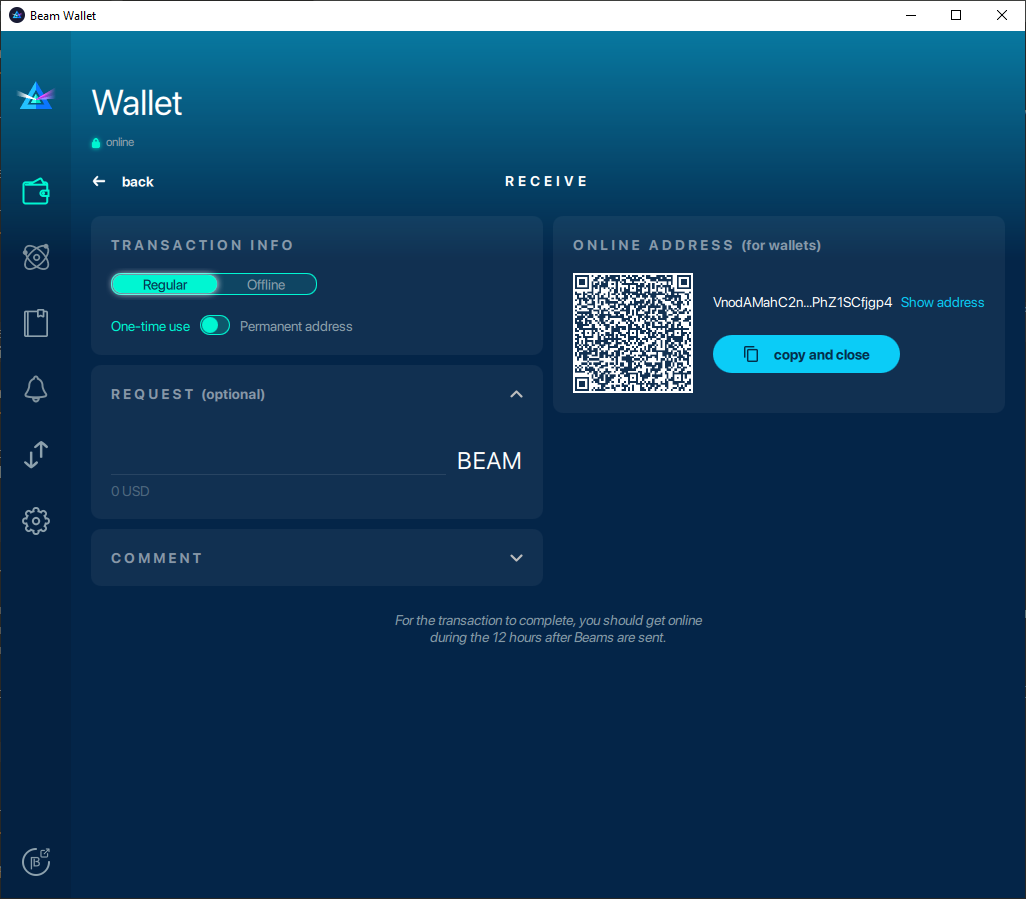 Beam Wallet
Wallet
online
back
RECEIVE
TRANSACTION INFO
Regular
Offline
One-time use
Permanent address
REQUEST (optional)
BEAM
0 USD
COMMENT
ONLINE ADDRESS (for wallets)
VnodAMahC2n...PhZ1SCfjgp4 Show address
copy and close
For the transaction to complete, you should get online
during the 12 hours after Beams are sent.